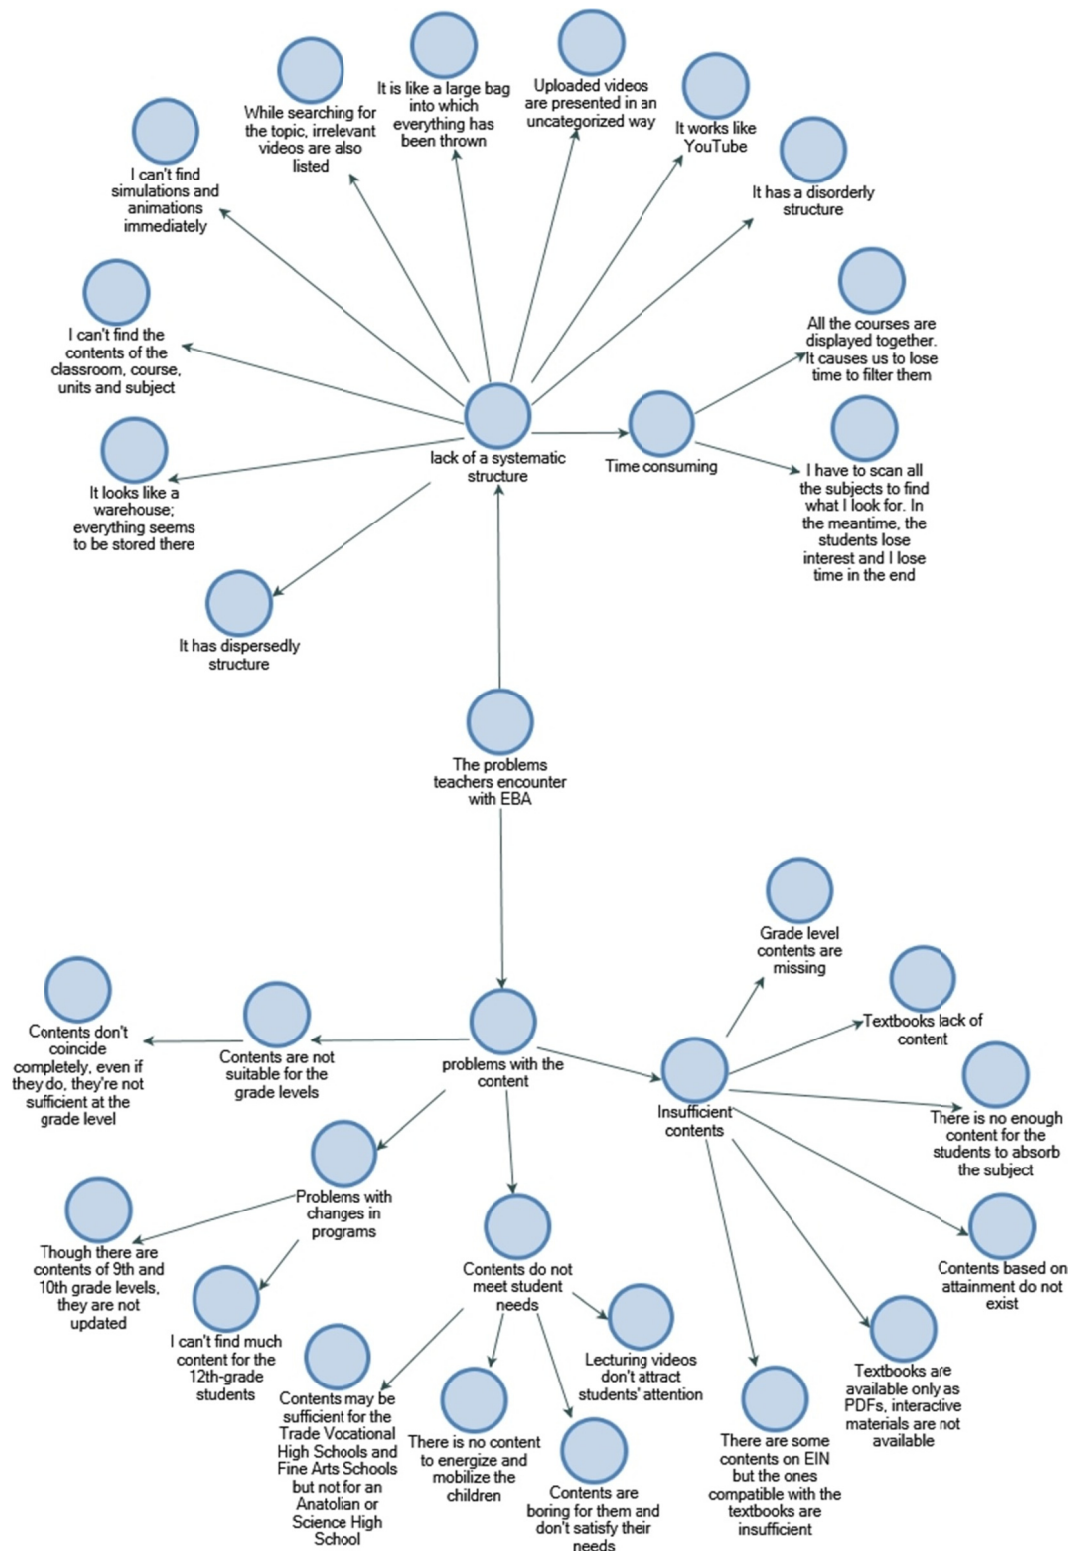 It is like a large bag
into which
everything has
been thrown
Uploaded videos
are presented in an
uncategorized way
While searching for
the topic, irrelevant
videos are also
listed
It works like
YouTube
I can't find
simulations and
animations
immediately
It has a disorderly
structure
I can't find the
contents of the
classroom, course,
units and subject
All the courses are
displayed together.
It causes us to lose
time to filter them
lack of a systematic
structure
Time consuming
I have to scan all
the subjects to find
what I look for. In
the meantime, the
students lose
interest and I lose
time in the end
It looks like a
warehouse;
everything seems
to be stored there
It has dispersedly
structure
The problems
teachers encounter
with EBA
Grade level
contents are
missing
Textbooks lack of
content
Contents don't
coincide
completely, even if
they do, they're not
sufficient at the
grade level
Contents are not
suitable for the
grade levels
problems with the
content
Insufficient
contents
There is no enough
content for the
students to absorb
the subject
Problems with
changes in
programs
Though there are
contents of 9th and
10th grade levels,
they are not
updated
Contents do not
meet student
needs
Contents based on
attainment do not
exist
I can't find much
content for the
12th-grade
students
Lecturing videos
don't attract
students' attention
Textbooks are
available only as
PDFs, interactive
materials are not
available
Contents may be
sufficient for the
Trade Vocational
High Schools and
Fine Arts Schools
but not for an
Anatolian or
Science High
School
There is no content
to energize and
mobilize the
children
Contents are
boring for them and
don't satisfy their
needs
There are some
contents on EIN
but the ones
compatible with the
textbooks are
insufficient